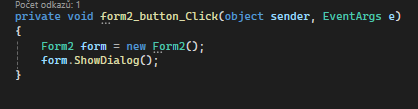 Počet odkazů: 1
private void form2_button_Click(object sender, EventArgs e)
{
Form2 form = new Form2();
form.ShowDialog();
}